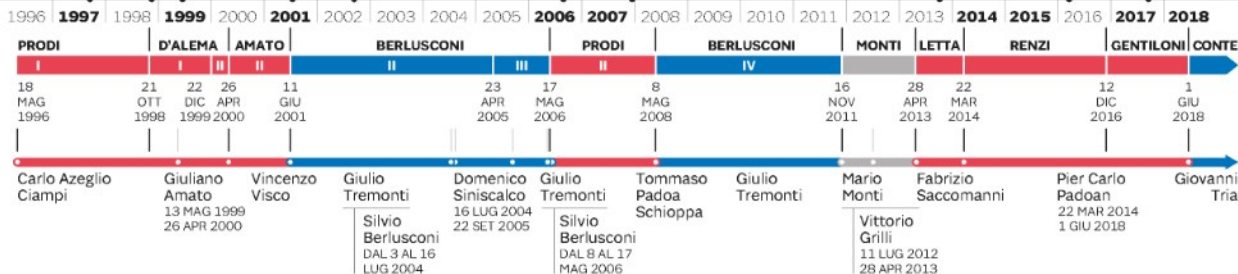 1996 1997 1998 1999 2000 2001 2002 2003 2004 2005 2006 2007 2008 2009 2010 2011 2012 2013 2014 2015 2016 2017 2018
PRODI D'ALEMA AMATO BERLUSCONI PRODI BERLUSCONI MONTI LETTA RENZI GENTILONI CONTE
I I II II II III II IV
18 21 22 26 11 23 17 8 16 28 22 12 1
MAG OTT DIC APR GIU APR MAG MAG NOV APR MAR DIC GIU
1996 1998 1999 2000 2001 2005 2006 2008 2011 2013 2014 2016 2018
Carlo Azeglio Giuliano Vincenzo Giulio Domenico Giulio Tommaso Giulio Mario Fabrizio Pier Carlo Giovanni
Ciampi Amato Visco Tremonti Siniscalco Tremonti Padoa Tremonti Monti Saccomanni Padoan Tria
13 MAG 1999 16 LUG 2004 Schioppa 22 MAR 2014
26 APR 2000 22 SET 2005 1 GIU 2018
Silvio Silvio Vittorio
Berlusconi Berlusconi Grilli
DAL 3 AL 16 DAL 8 AL 17 11 LUG 2012
LUG 2004 MAG 2006 28 APR 2013